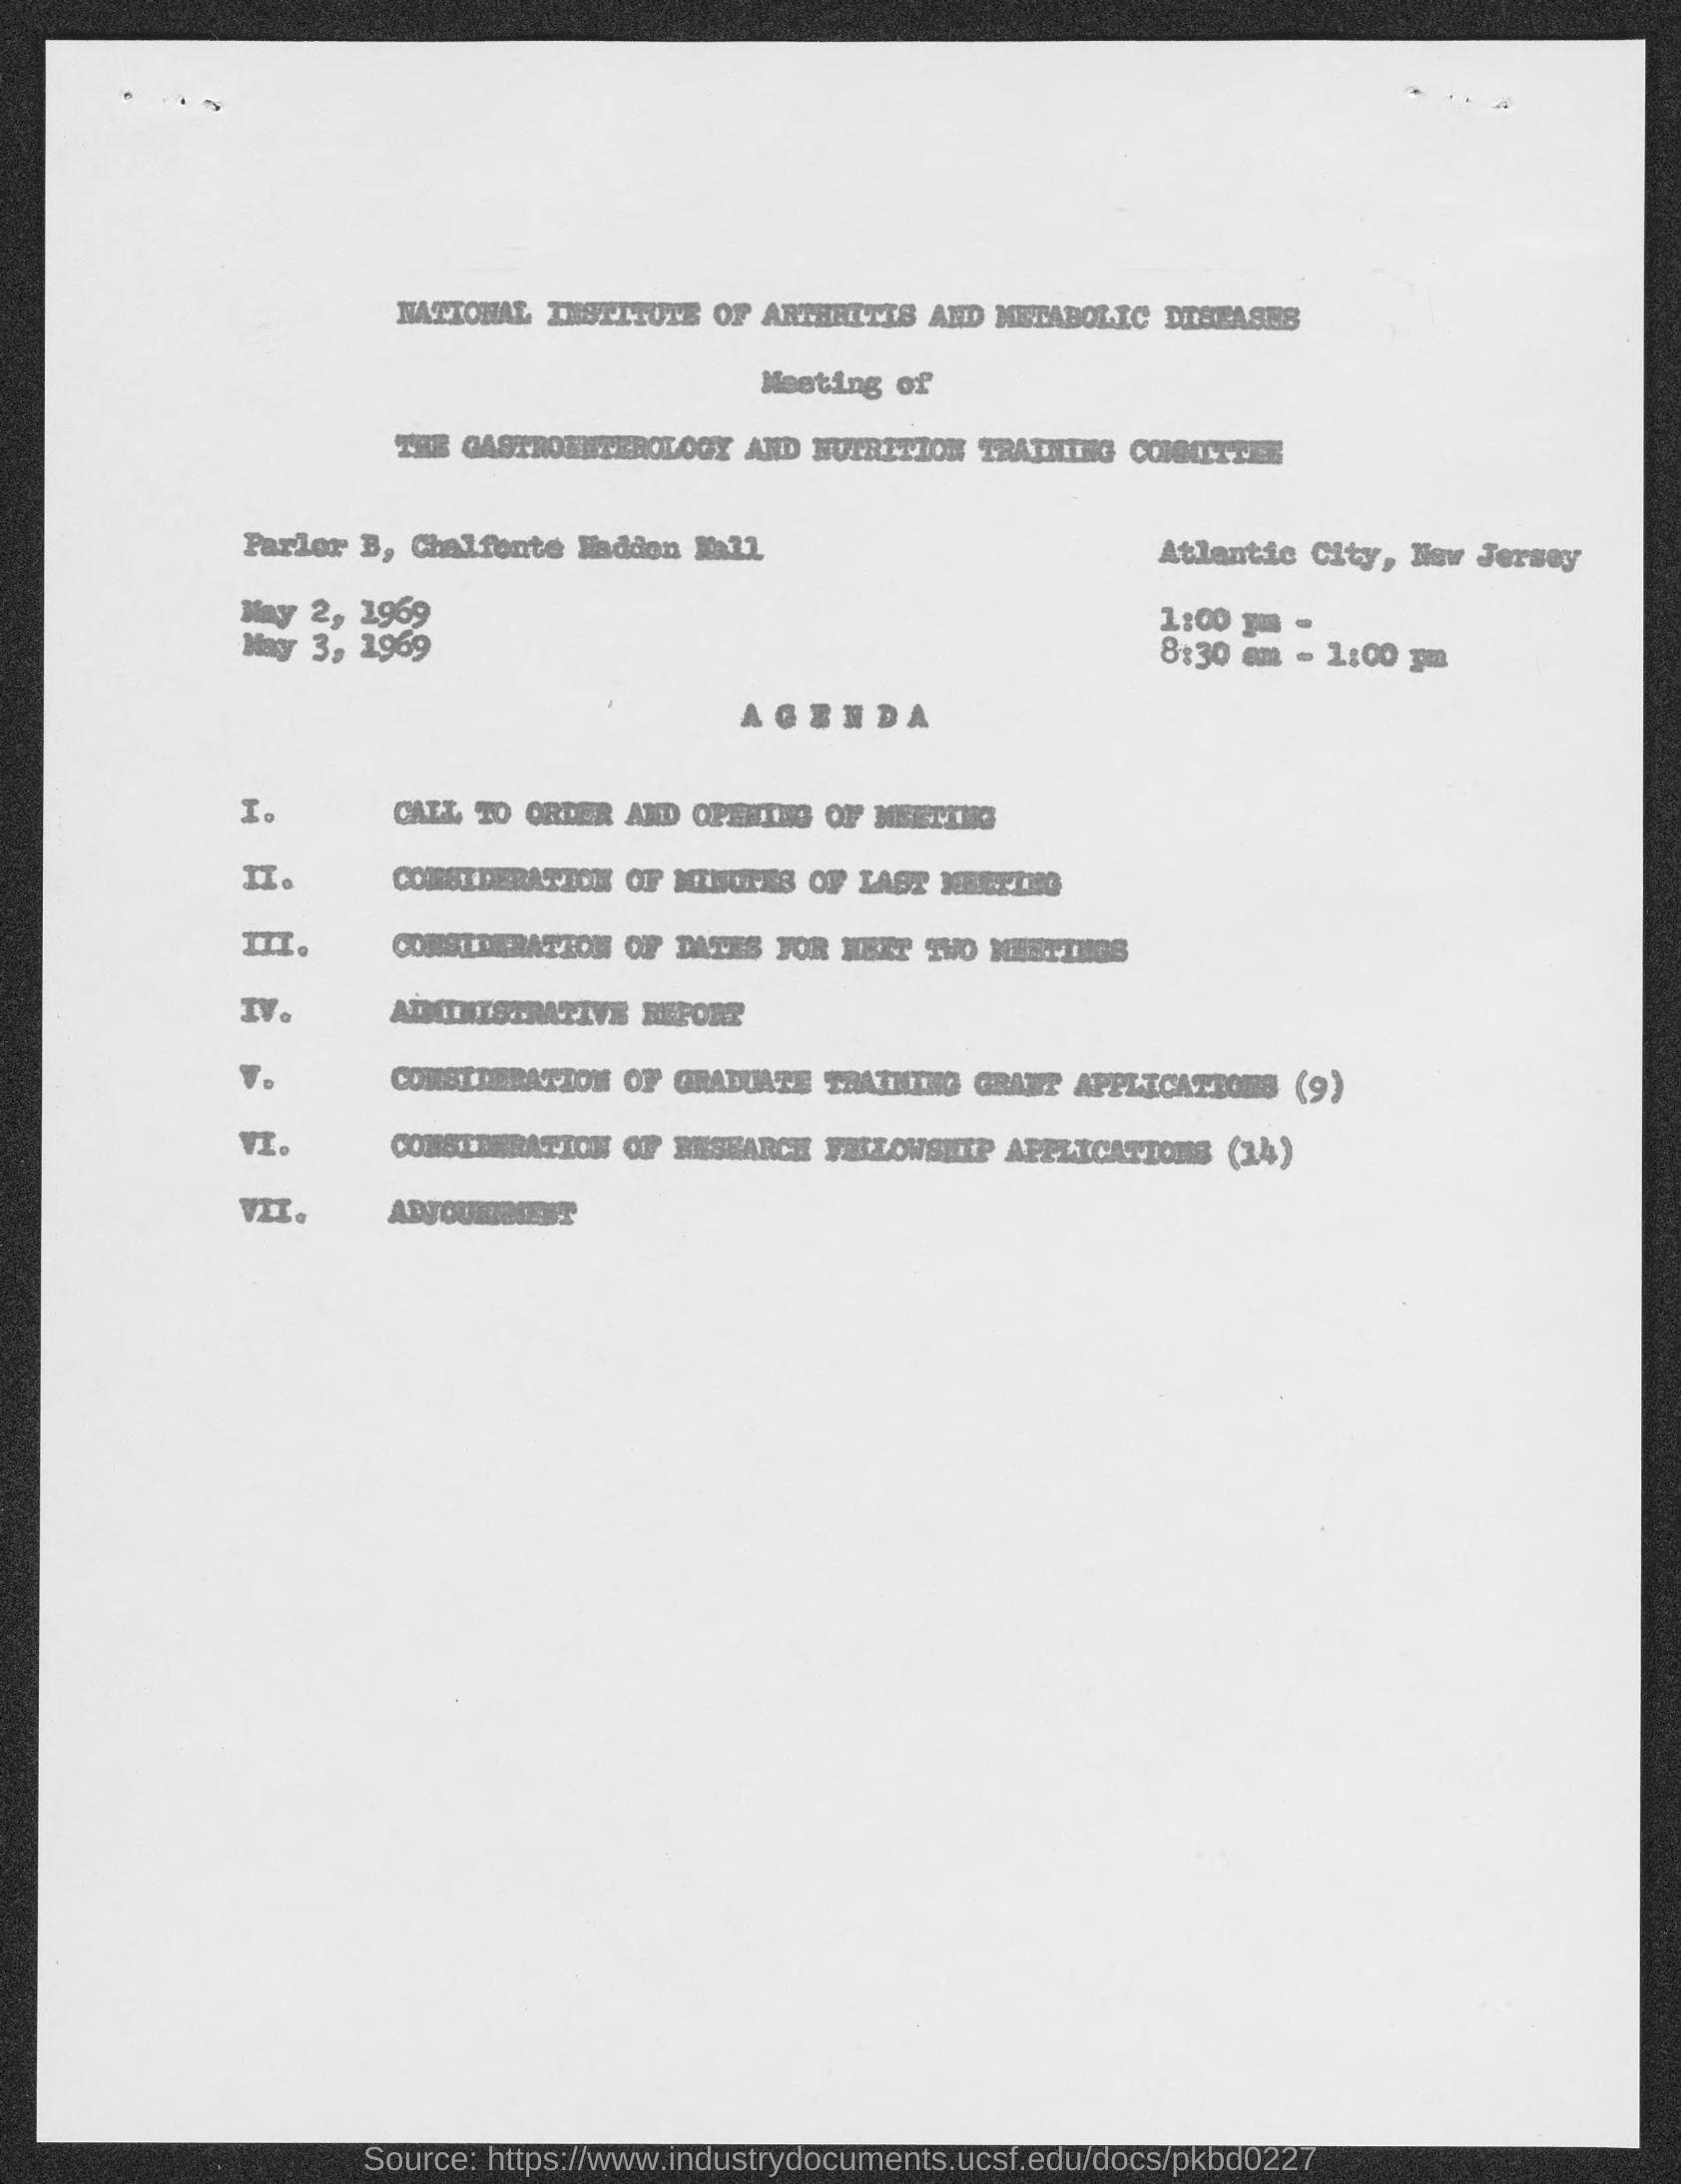 NATIONAL INSTITUTE OF ARTHRITIS AND METABOLIC DISEASES
Meeting of
THE GASTROENTEROLOGY AND NUTRITION TRAINING COMMITTEE
Parlor B, Chalfonte Haddon Hall
Atlantic City, New Jersey
May 2, 1969
1:00 pm -
May 3, 1969
8:30 am - 1:00 pm
A G E N D A
I. CALL TO ORDER AND OPENING OF MEETING
II. CONSIDERATION OF MINUTES OF LAST MEETING
III. CONSIDERATION OF DATES FOR NEXT TWO MEETINGS
IV. ADMINISTRATIVE REPORT
V. CONSIDERATION OF GRADUATE TRAINING GRANT APPLICATIONS (9)
VI. CONSIDERATION OF RESEARCH FELLOWSHIP APPLICATIONS (14)
VII. ADJOURNMENT
Source: https://www.industrydocuments.ucsf.edu/docs/pkbd0227